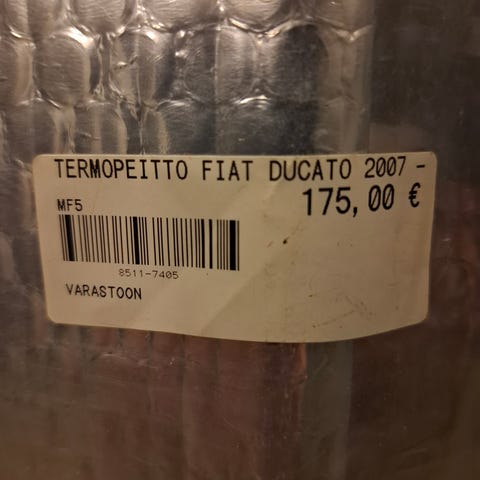 TERMOPEITTO FIAT DUCATO 2007 -
MF5 175,00 €
8511-7405
VARASTOON